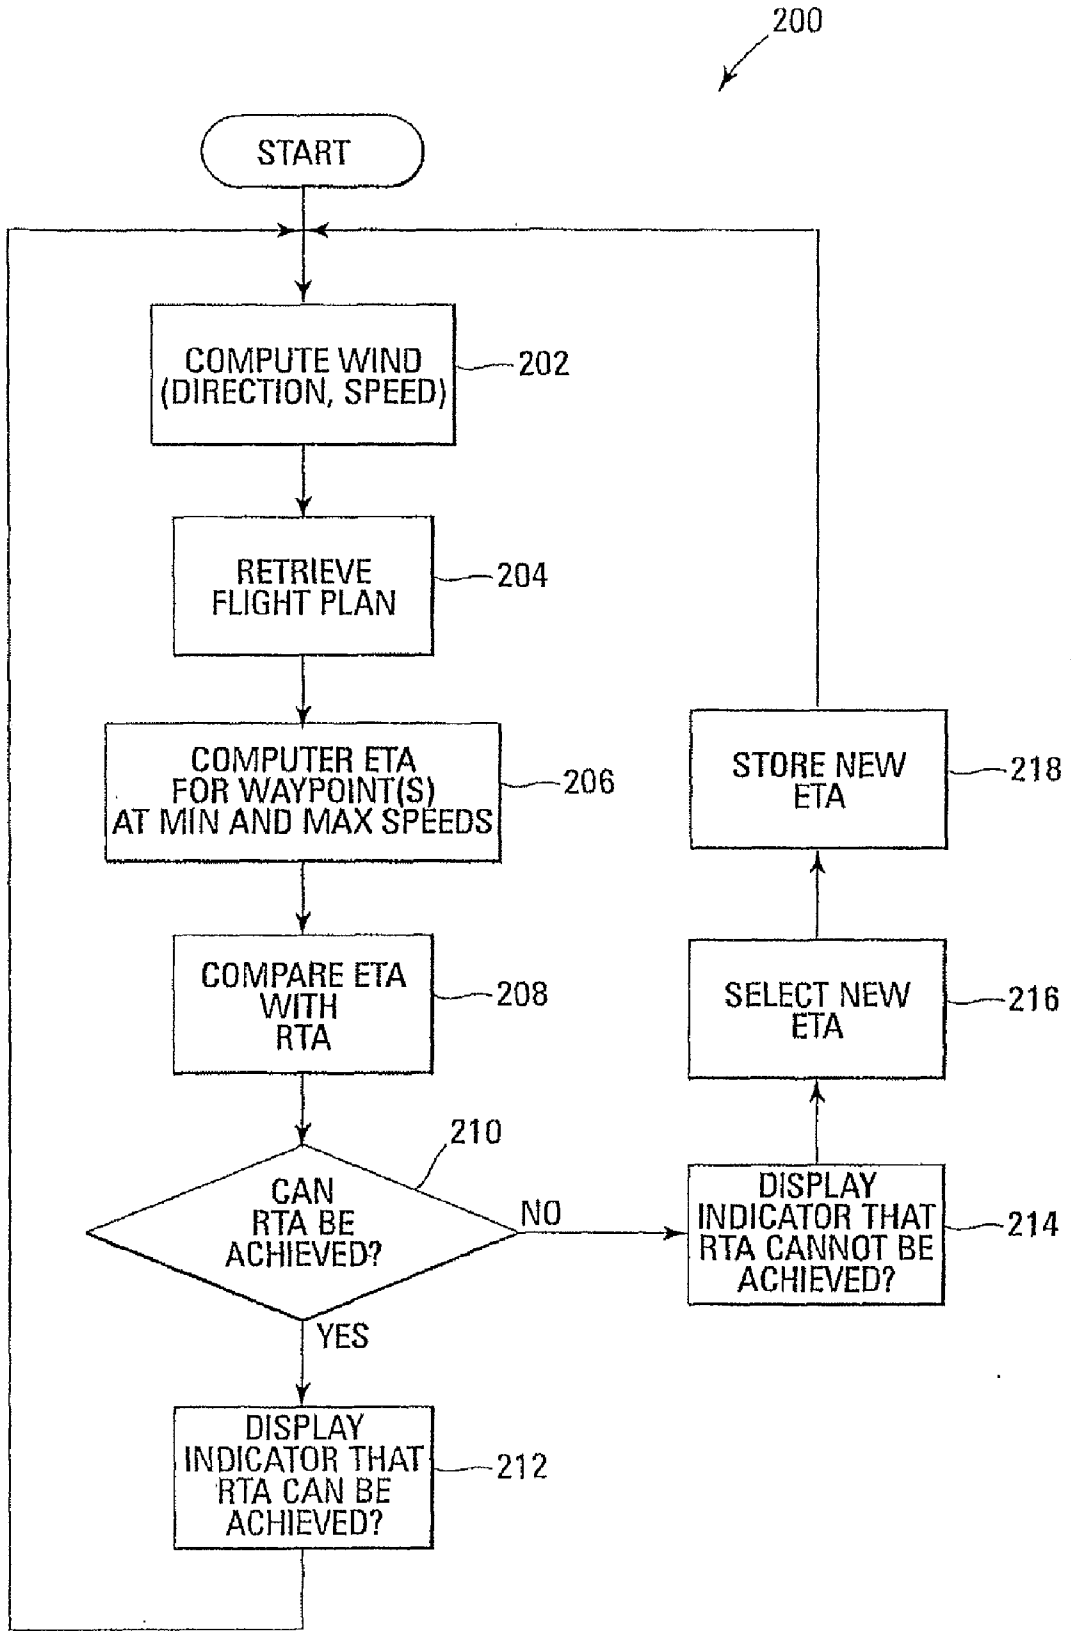 200
START
COMPUTE WIND
(DIRECTION, SPEED)
202
RETRIEVE
FLIGHT PLAN
204
COMPUTER ETA
FOR WAYPOINT(S)
AT MIN AND MAX SPEEDS
206
COMPARE ETA
WITH
RTA
208
CAN
RTA BE
ACHIEVED?
210
NO
YES
DISPLAY
INDICATOR THAT
RTA CAN BE
ACHIEVED?
212
DISPLAY
INDICATOR THAT
RTA CANNOT BE
ACHIEVED?
214
SELECT NEW
ETA
216
STORE NEW
ETA
218